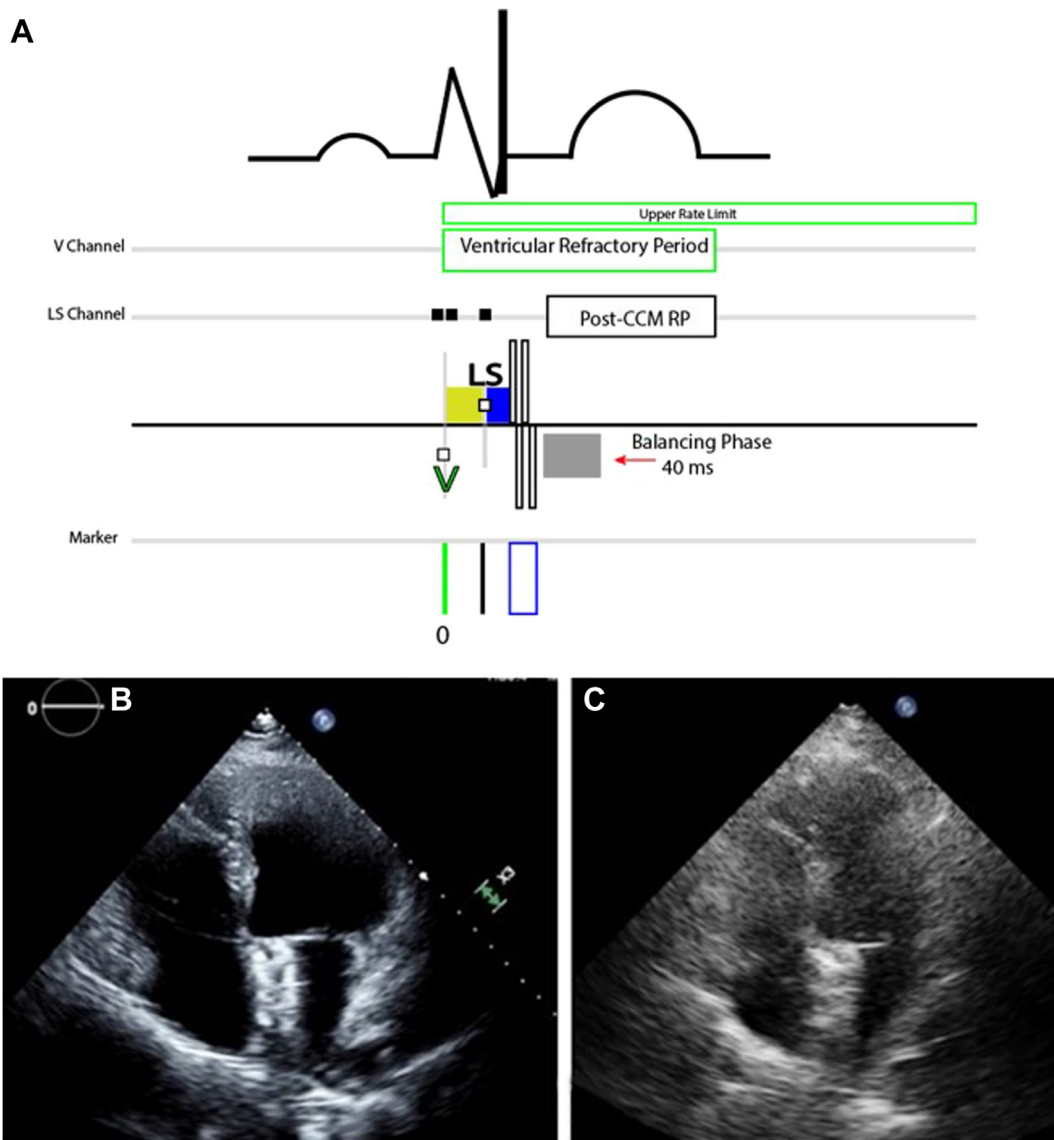 A
Upper Rate Limit
V Channel
Ventricular Refractory Period
LS Channel
Post-CCM RP
LS
Balancing Phase
40 ms
V
Marker
0
0
B
C